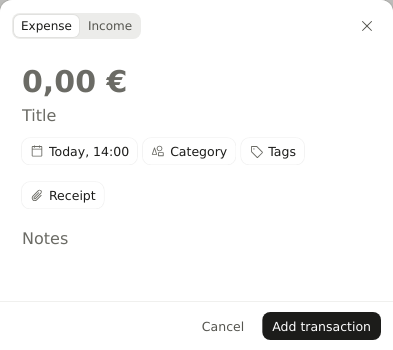 Expense Income
0,00 €
Title
Today, 14:00 Category Tags
Receipt
Notes
Cancel Add transaction